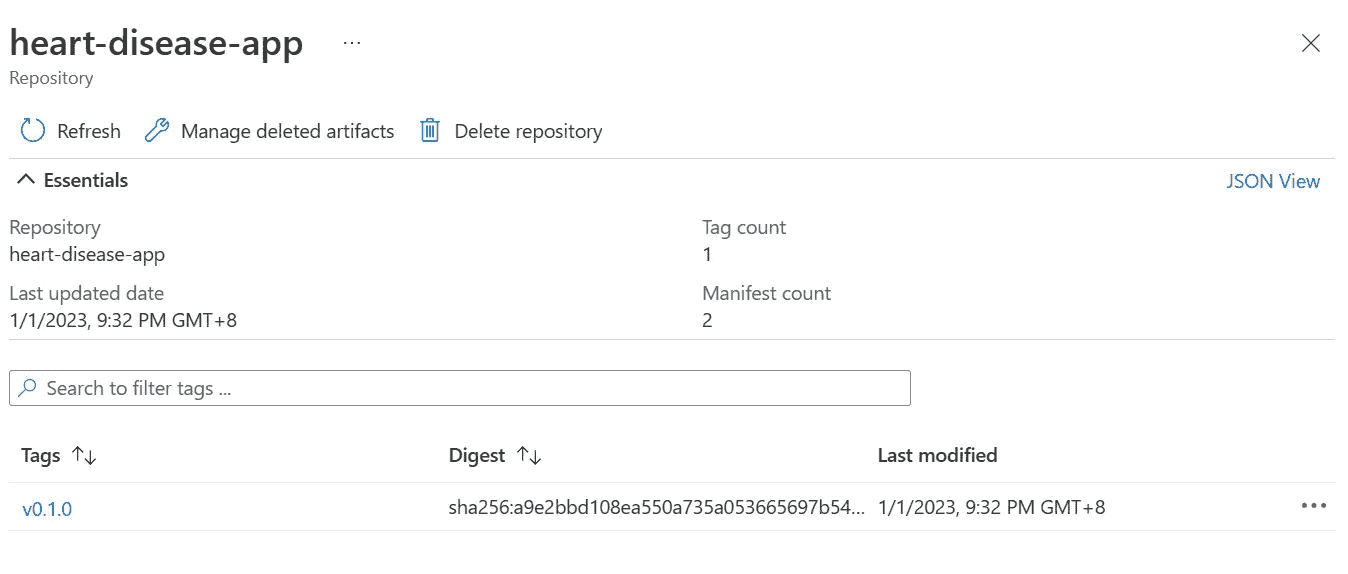 heart-disease-app ...
Repository
Refresh Manage deleted artifacts Delete repository
Essentials JSON View
Repository Tag count
heart-disease-app 1
Last updated date Manifest count
1/1/2023, 9:32 PM GMT+8 2
Search to filter tags ...
Tags Digest Last modified
v0.1.0 sha256:a9e2bbd108ea550a735a053665697b54... 1/1/2023, 9:32 PM GMT+8 ...